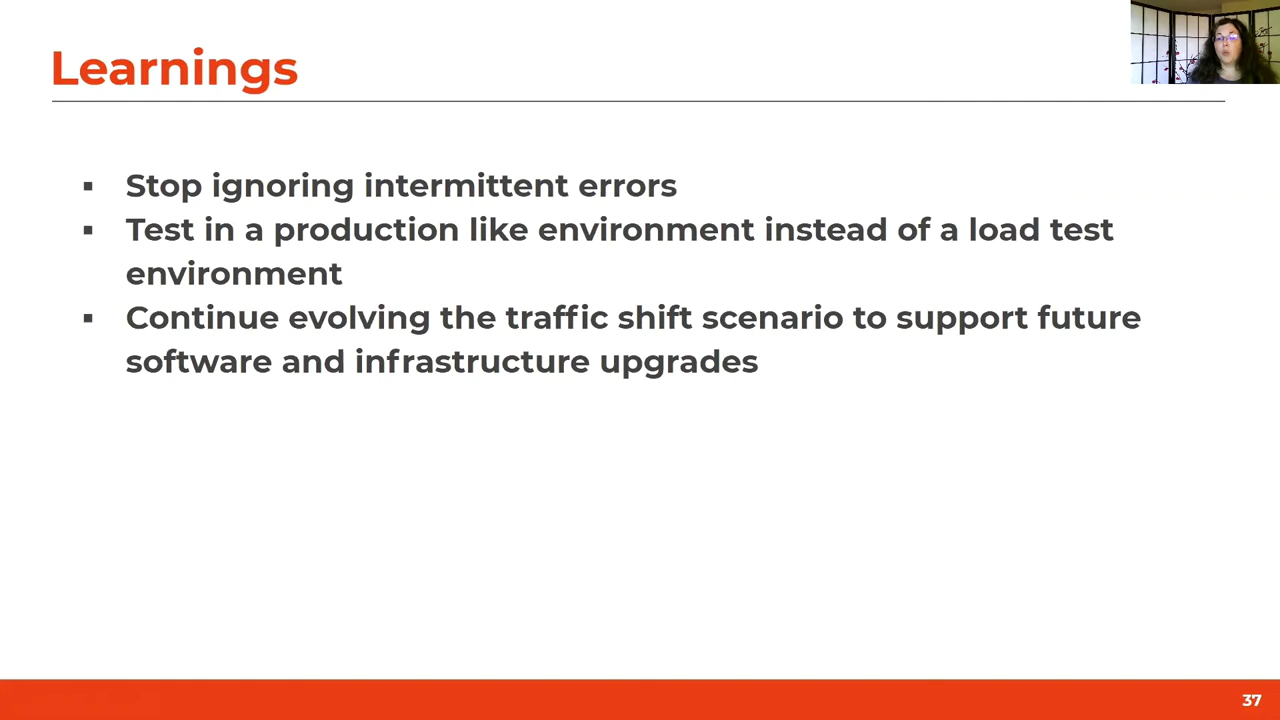 Learnings
▪ Stop ignoring intermittent errors
▪ Test in a production like environment instead of a load test
environment
▪ Continue evolving the traffic shift scenario to support future
software and infrastructure upgrades
37